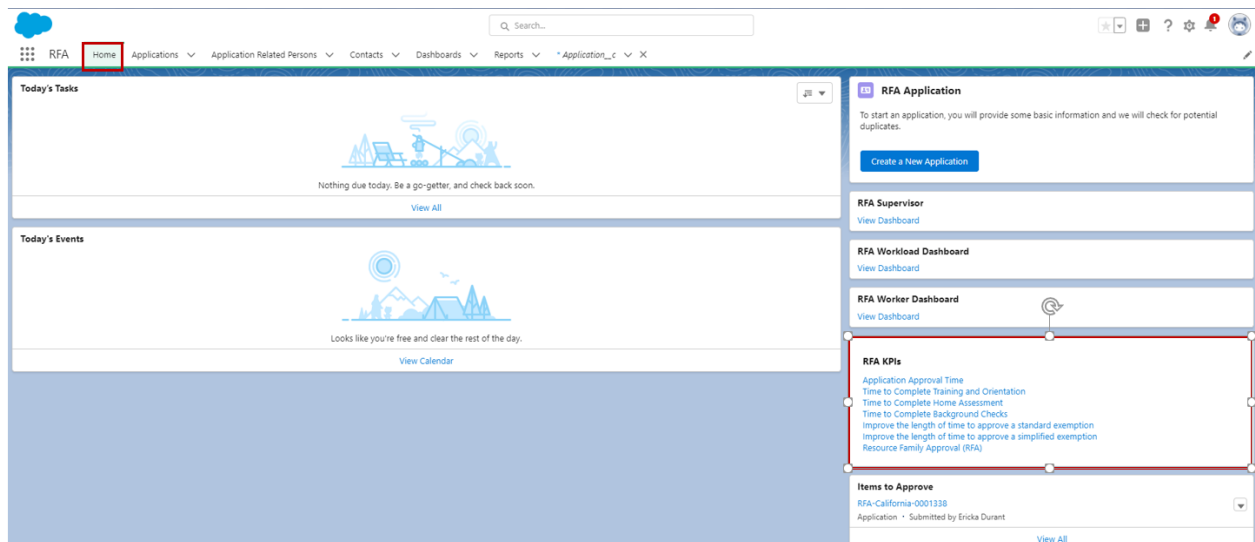 Search...
RFA Home Applications Application Related Persons Contacts Dashboards Reports * Application__c
Today's Tasks
Nothing due today. Be a go-getter, and check back soon.
View All
Today's Events
Looks like you're free and clear the rest of the day.
View Calendar
RFA Application
To start an application, you will provide some basic information and we will check for potential
duplicates.
Create a New Application
RFA Supervisor
View Dashboard
RFA Workload Dashboard
View Dashboard
RFA Worker Dashboard
View Dashboard
RFA KPIs
Application Approval Time
Time to Complete Training and Orientation
Time to Complete Home Assessment
Time to Complete Background Checks
Improve the length of time to approve a standard exemption
Improve the length of time to approve a simplified exemption
Resource Family Approval (RFA)
Items to Approve
RFA-California-0001338
Application • Submitted by Ericka Durant
View All